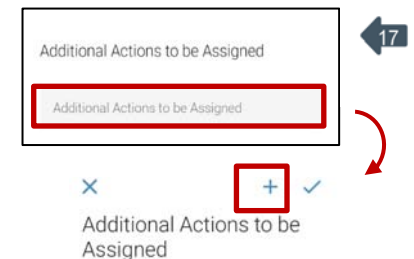 Additional Actions to be Assigned
17
Additional Actions to be Assigned
Additional Actions to be
Assigned